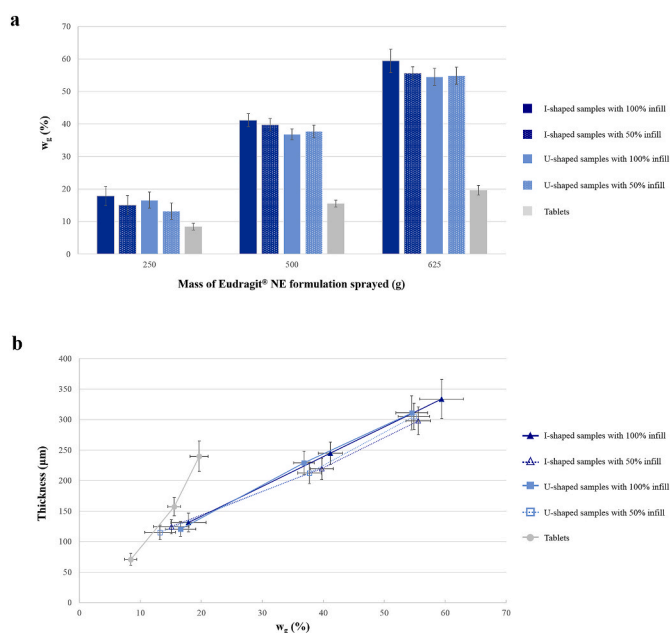 a
70
60
50
40
30
20
10
0
w_g (%)
250 500 625
Mass of Eudragit® NE formulation sprayed (g)
I-shaped samples with 100% infill
I-shaped samples with 50% infill
U-shaped samples with 100% infill
U-shaped samples with 50% infill
Tablets
b
400
350
300
250
200
150
100
50
0
Thickness (µm)
0 10 20 30 40 50 60 70
w_g (%)
I-shaped samples with 100% infill
I-shaped samples with 50% infill
U-shaped samples with 100% infill
U-shaped samples with 50% infill
Tablets